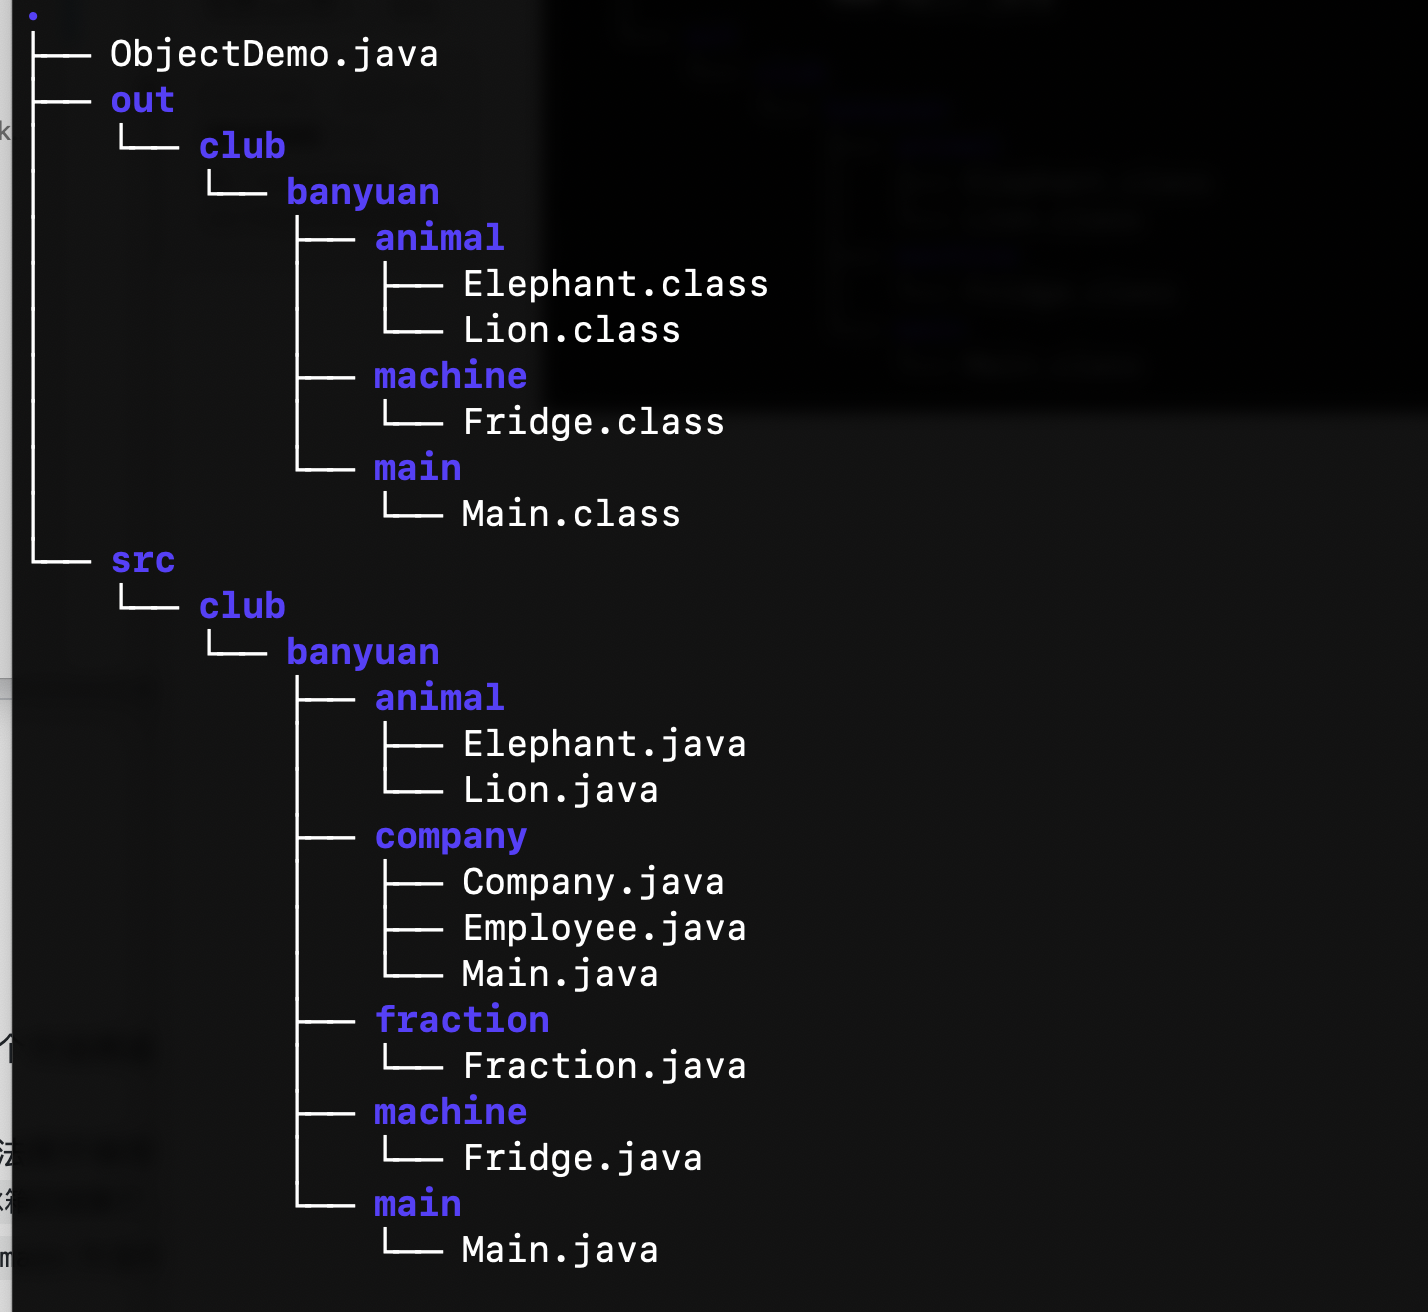 .
├── ObjectDemo.java
├── out
│   └── club
│       └── banyuan
│           ├── animal
│           │   ├── Elephant.class
│           │   └── Lion.class
│           ├── machine
│           │   └── Fridge.class
│           └── main
│               └── Main.class
└── src
    └── club
        └── banyuan
            ├── animal
            │   ├── Elephant.java
            │   └── Lion.java
            ├── company
            │   ├── Company.java
            │   ├── Employee.java
            │   └── Main.java
            ├── fraction
            │   └── Fraction.java
            ├── machine
            │   └── Fridge.java
            └── main
                └── Main.java